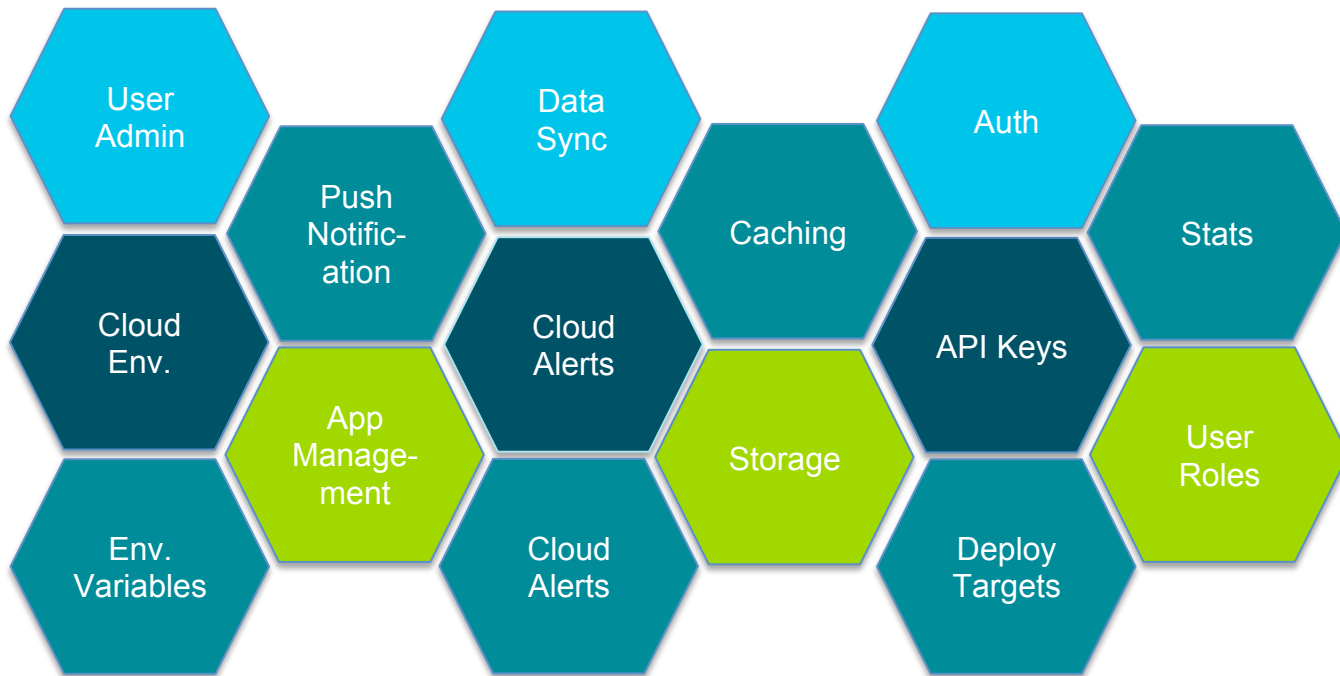 User
Admin
Data
Sync
Auth
Push
Notific-
ation
Caching
Stats
Cloud
Env.
Cloud
Alerts
API Keys
App
Manage-
ment
Storage
User
Roles
Env.
Variables
Cloud
Alerts
Deploy
Targets